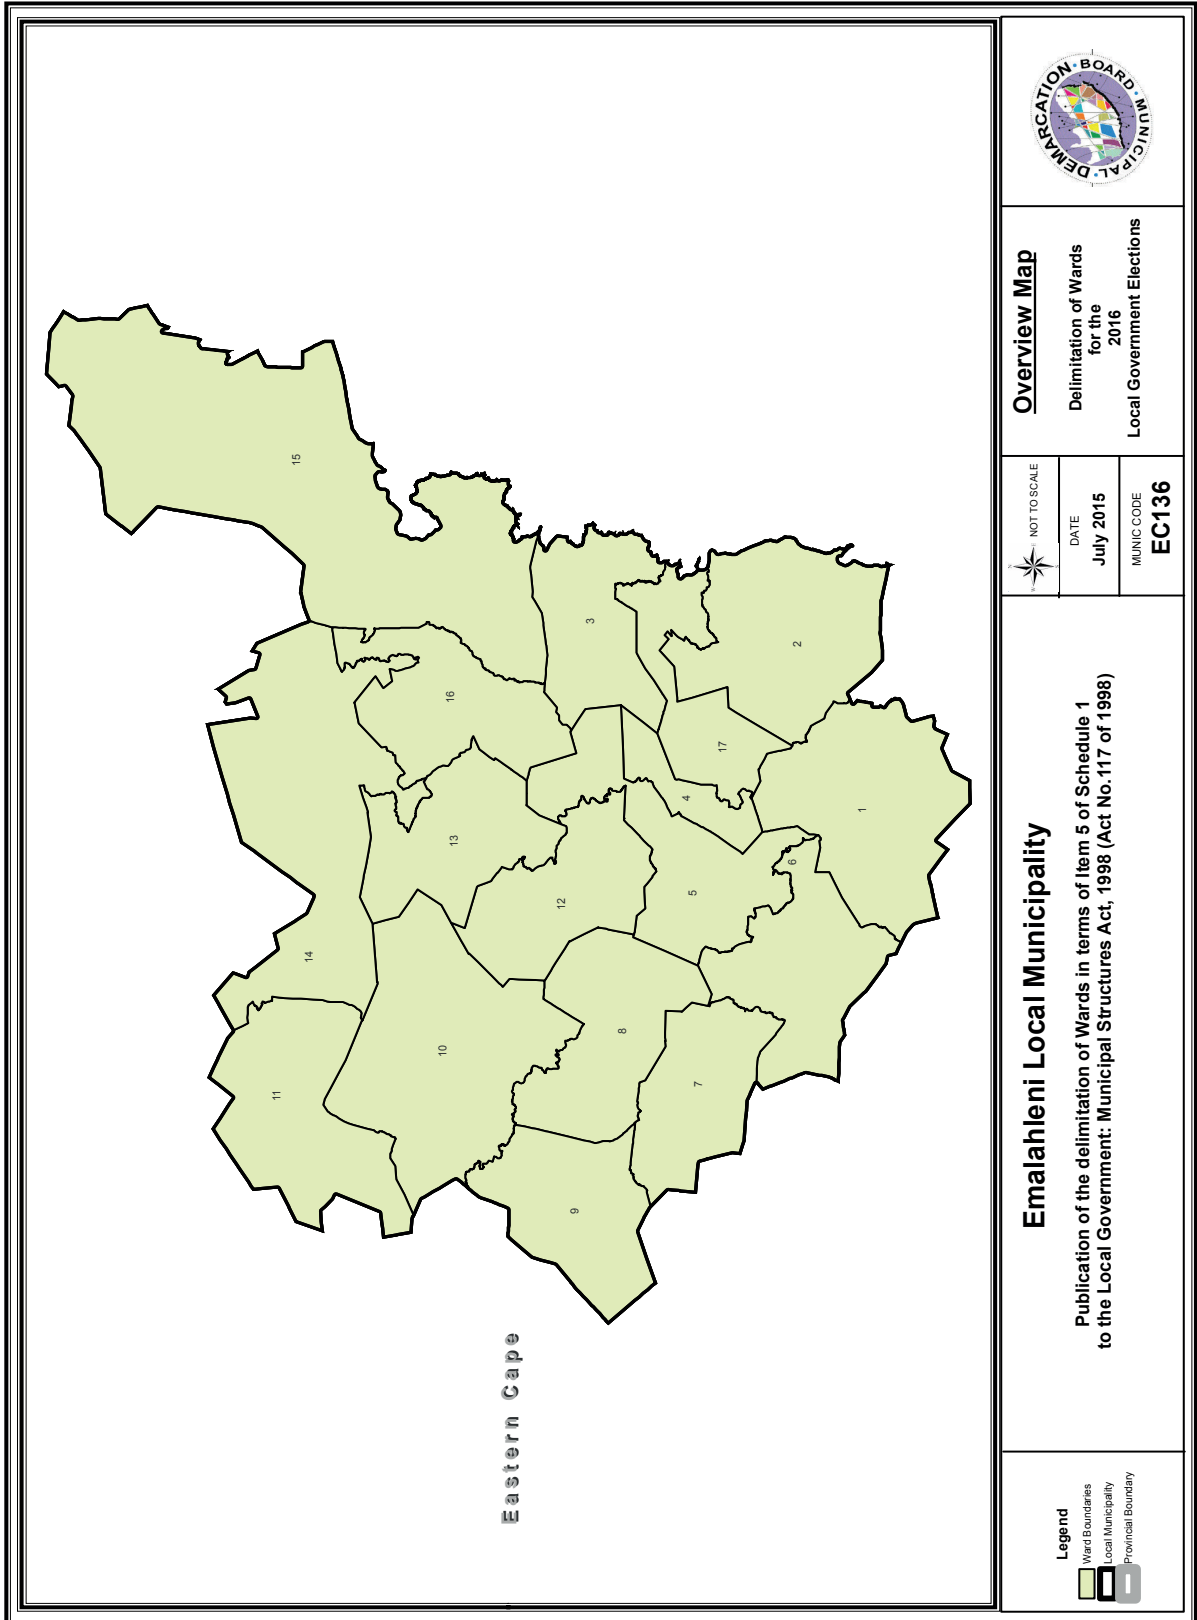 Eastern Cape
11
14
15
10
13
16
9
12
3
8
7
5
4
17
2
6
1
Legend
Ward Boundaries
Local Municipality
Provincial Boundary
Emalahleni Local Municipality
Publication of the delimitation of Wards in terms of Item 5 of Schedule 1
to the Local Government: Municipal Structures Act, 1998 (Act No.117 of 1998)
NOT TO SCALE
DATE
July 2015
MUNIC CODE
EC136
Overview Map
Delimitation of Wards
for the
2016
Local Government Elections
MUNICIPAL • DEMARCATION • BOARD •